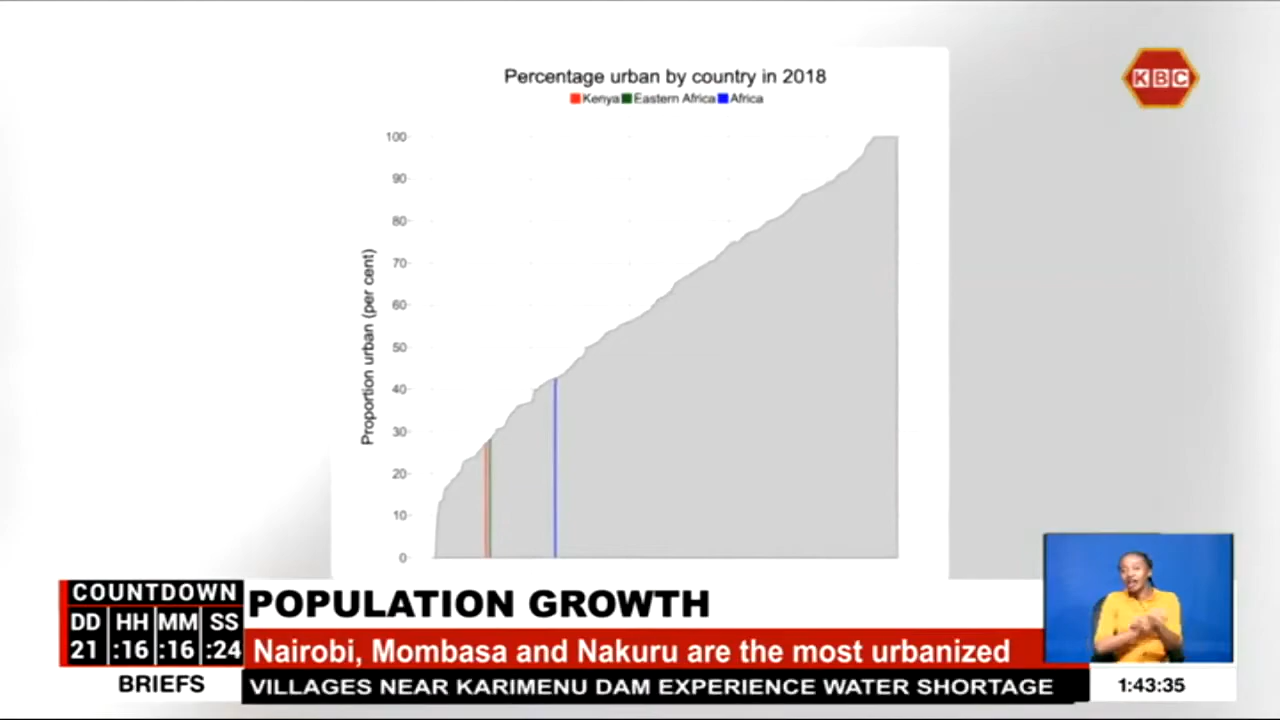 Percentage urban by country in 2018
Kenya Eastern Africa Africa
KBC
Proportion urban (per cent)
100
90
80
70
60
50
40
30
20
10
0
COUNTDOWN
DD HH MM SS
21 :16 :16 :24
POPULATION GROWTH
Nairobi, Mombasa and Nakuru are the most urbanized
BRIEFS
VILLAGES NEAR KARIMENU DAM EXPERIENCE WATER SHORTAGE
1:43:35